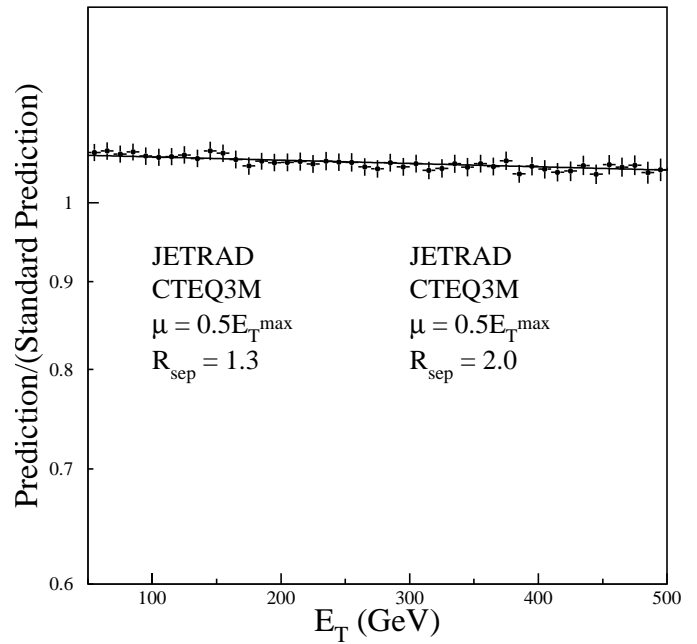 Prediction/(Standard Prediction)
1
0.9
0.8
0.7
0.6
JETRAD
CTEQ3M
μ = 0.5E_T^max
R_sep = 1.3
JETRAD
CTEQ3M
μ = 0.5E_T^max
R_sep = 2.0
100 200 300 400 500
E_T (GeV)